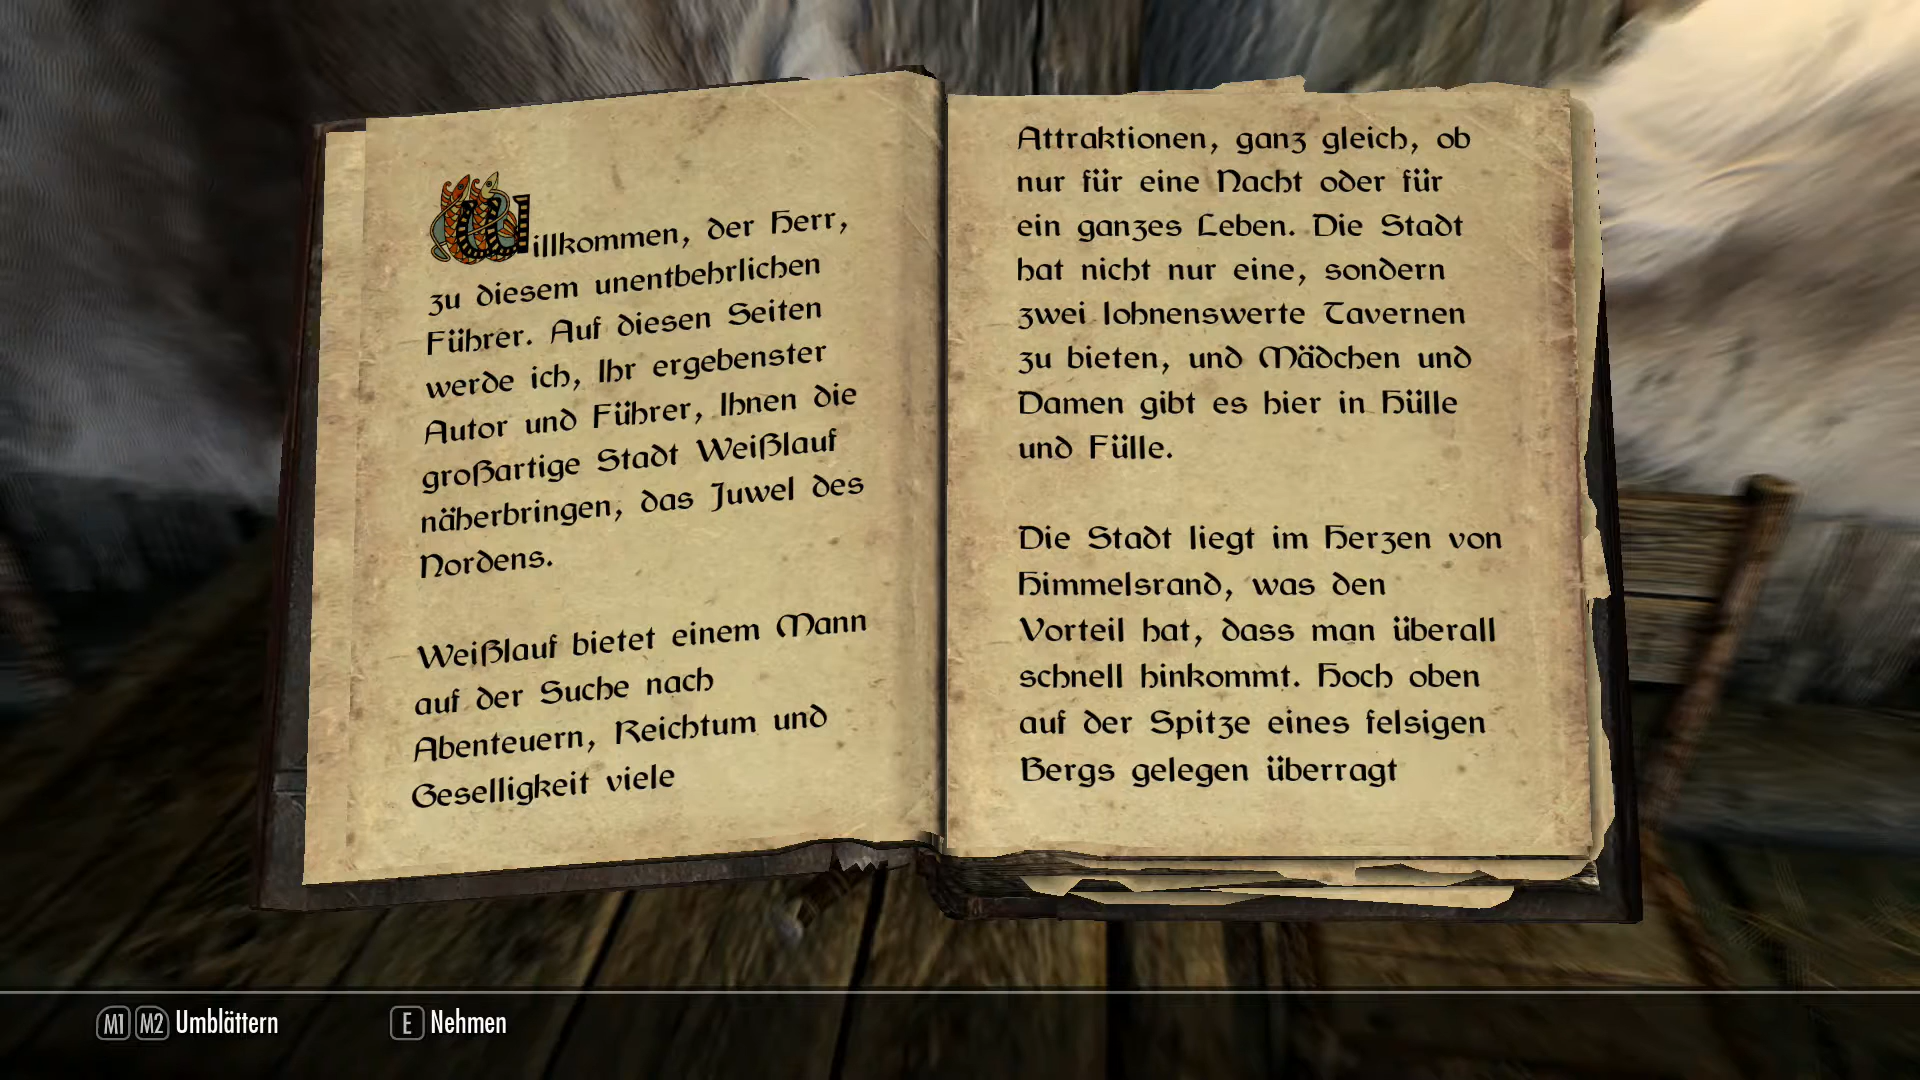 Willkommen, der Herr,
zu diesem unentbehrlichen
Führer. Auf diesen Seiten
werde ich, Ihr ergebenster
Autor und Führer, Ihnen die
großartige Stadt Weißlauf
näherbringen, das Juwel des
Nordens.
Weißlauf bietet einem Mann
auf der Suche nach
Abenteuern, Reichtum und
Geselligkeit viele
Attraktionen, ganz gleich, ob
nur für eine Nacht oder für
ein ganzes Leben. Die Stadt
hat nicht nur eine, sondern
zwei lohnenswerte Tavernen
zu bieten, und Mädchen und
Damen gibt es hier in Hülle
und Fülle.
Die Stadt liegt im Herzen von
Himmelsrand, was den
Vorteil hat, dass man überall
schnell hinkommt. Hoch oben
auf der Spitze eines felsigen
Bergs gelegen überragt
M1 M2 Umblättern
E Nehmen